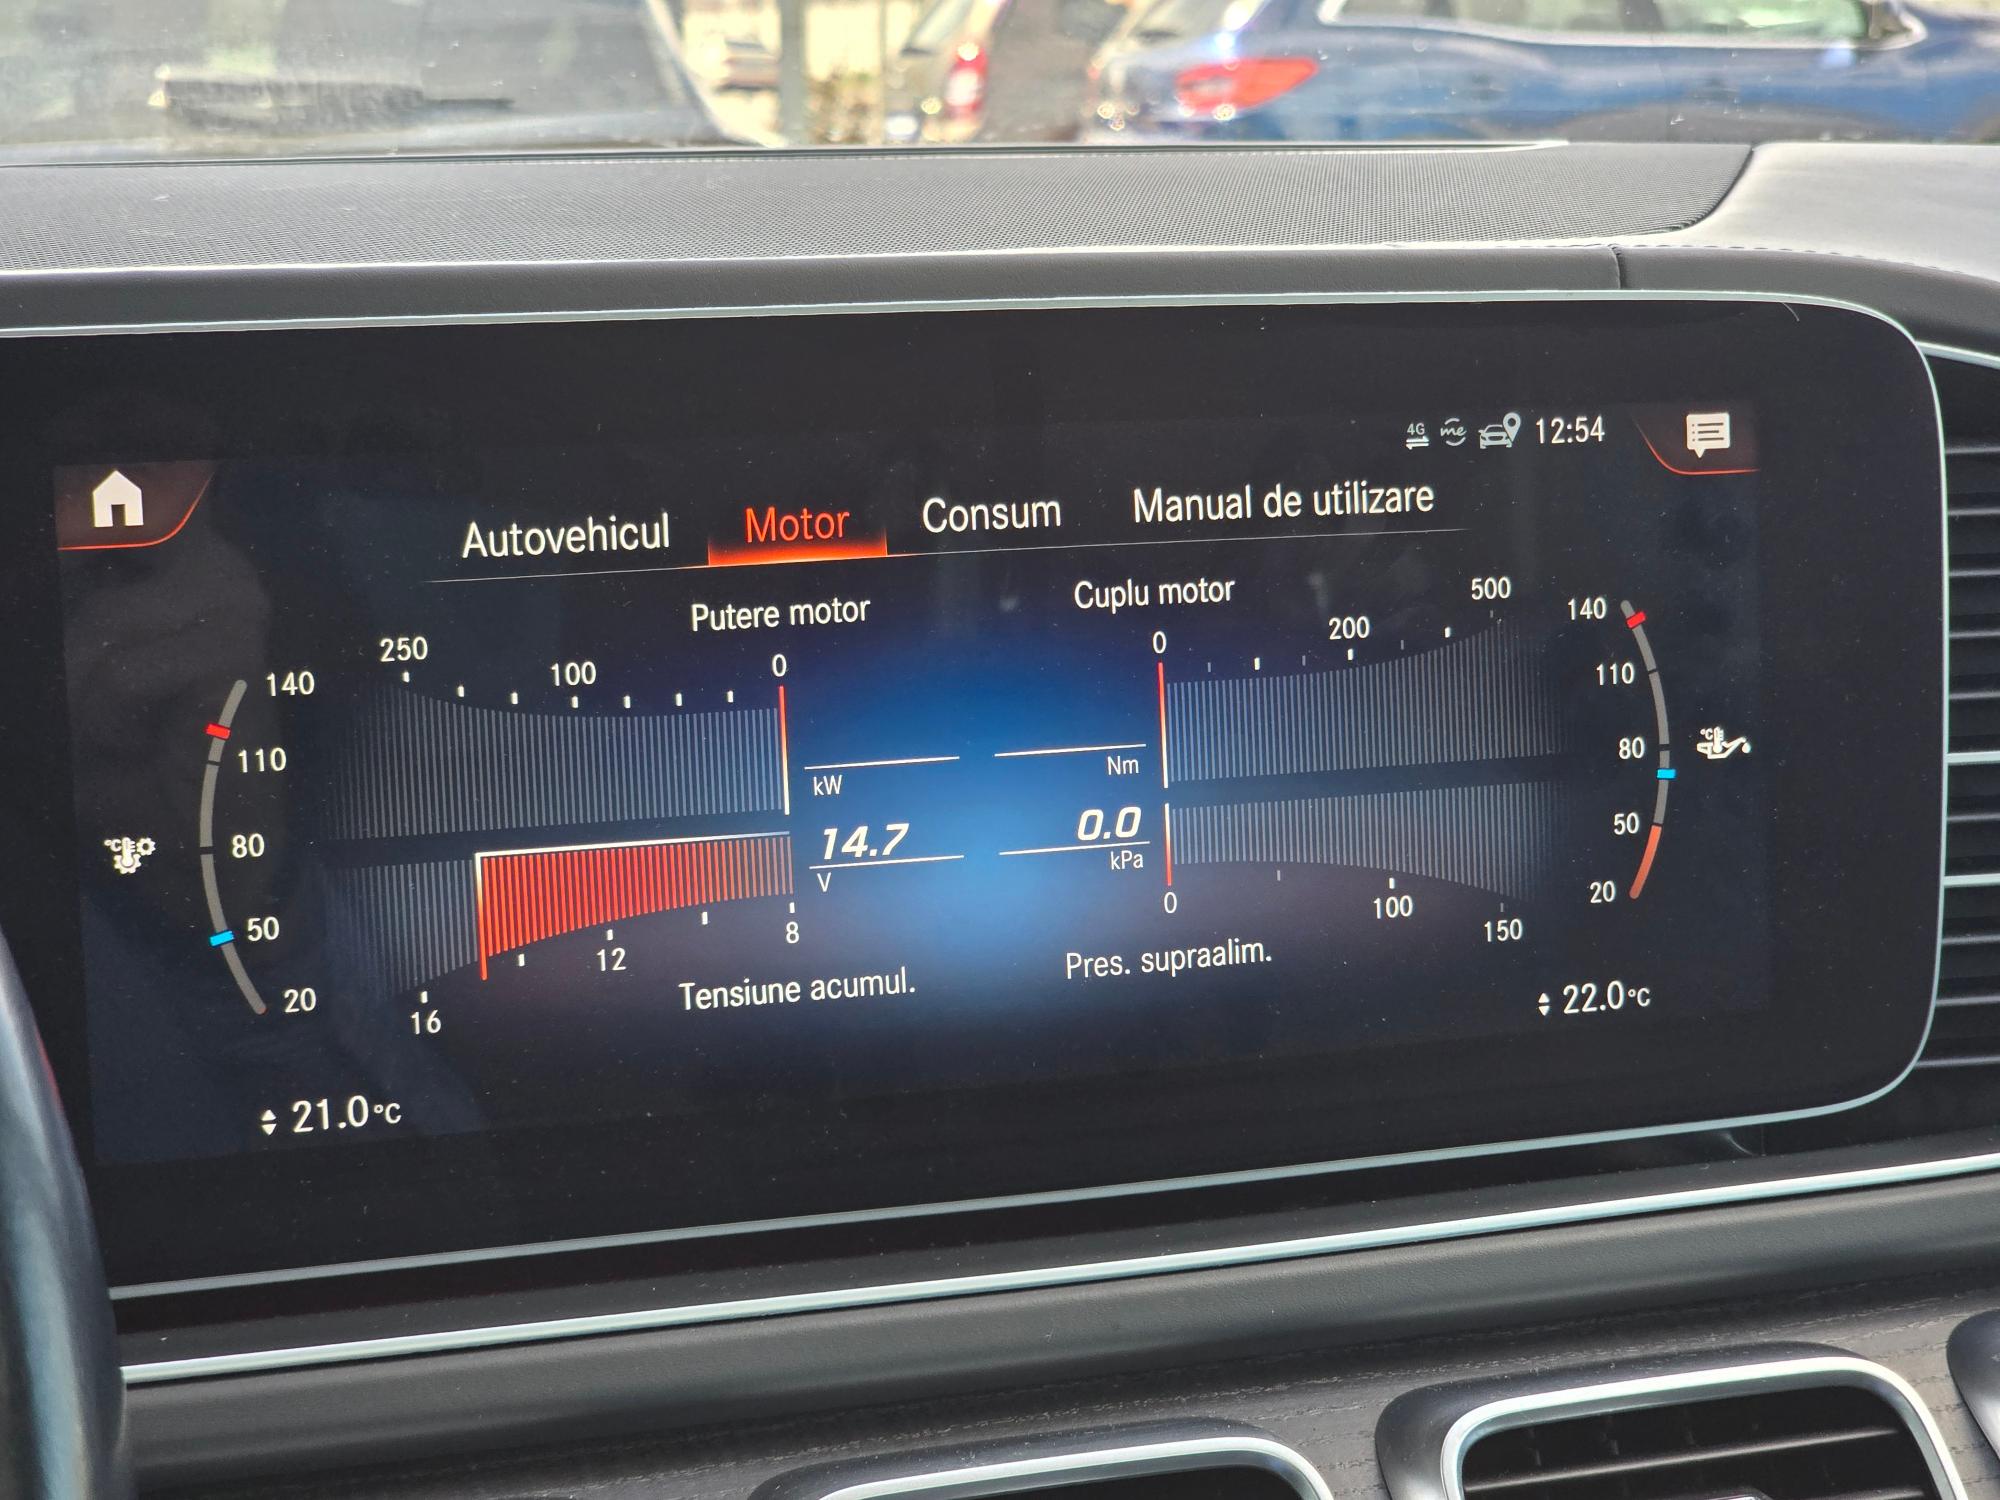 4G me 12:54
Autovehicul Motor Consum Manual de utilizare
Putere motor Cuplu motor
250 100 0 0 200 500
140 110 80 50 20
140 110 80 50 20
°C
°C
kW Nm
14.7 0.0
V kPa
16 12 8 0 100 150
Tensiune acumul. Pres. supraalim.
21.0°C 22.0°C